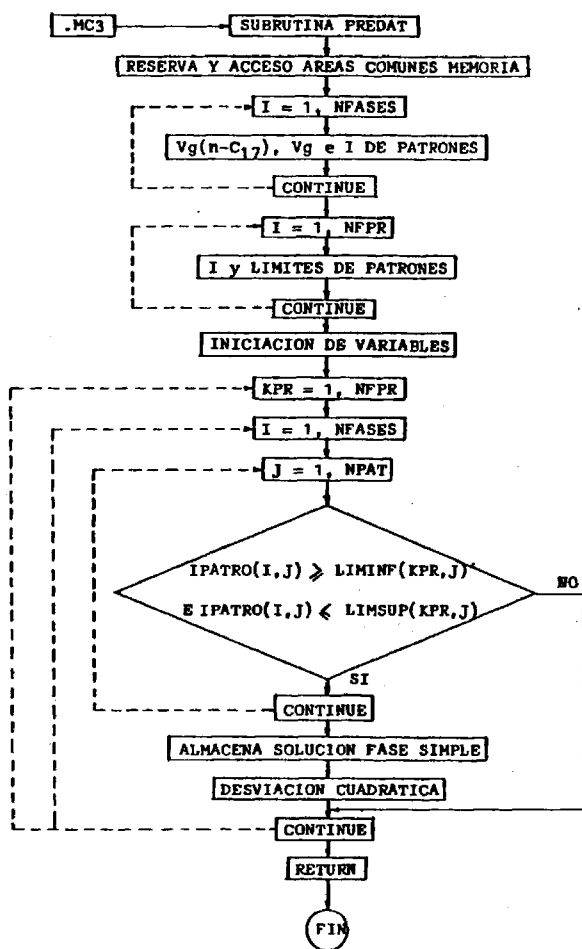 .MC3
SUBRUTINA PREDAT
RESERVA Y ACCESO AREAS COMUNES MEMORIA
I = 1, NFASES
Vg(n-C17), Vg e I DE PATRONES
CONTINUE
I = 1, NFPR
I y LIMITES DE PATRONES
CONTINUE
INICIACION DE VARIABLES
KPR = 1, NFPR
I = 1, NFASES
J = 1, NPAT
IPATRO(I,J) ⩾ LIMINF(KPR,J)
E IPATRO(I,J) ⩽ LIMSUP(KPR,J)
NO
SI
CONTINUE
ALMACENA SOLUCION FASE SIMPLE
DESVIACION CUADRATICA
CONTINUE
RETURN
FIN